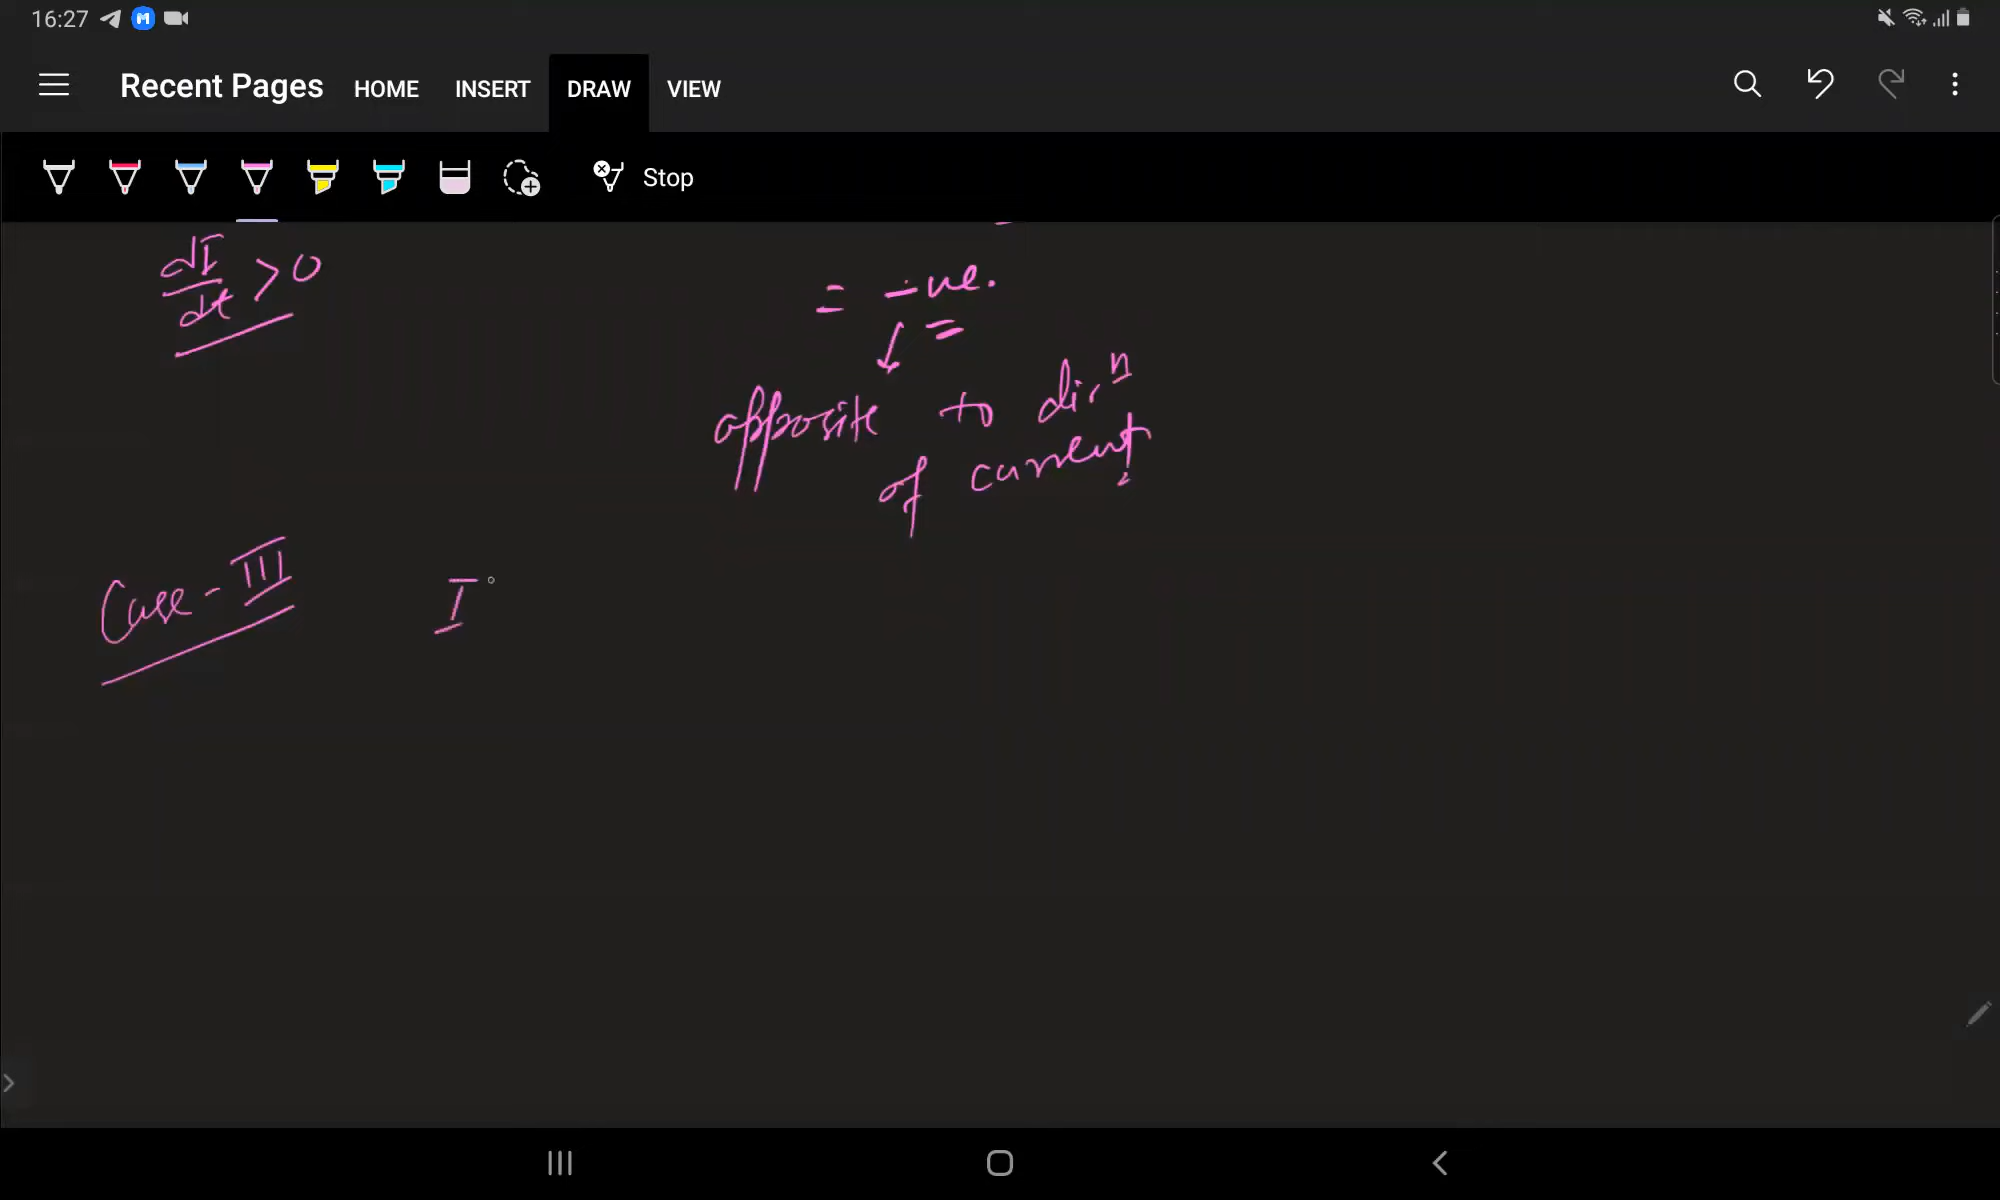 16:27
Recent Pages HOME INSERT DRAW VIEW
Stop
dI/dt > 0
= -ve.
opposite to dirⁿ
of current
Case - III I